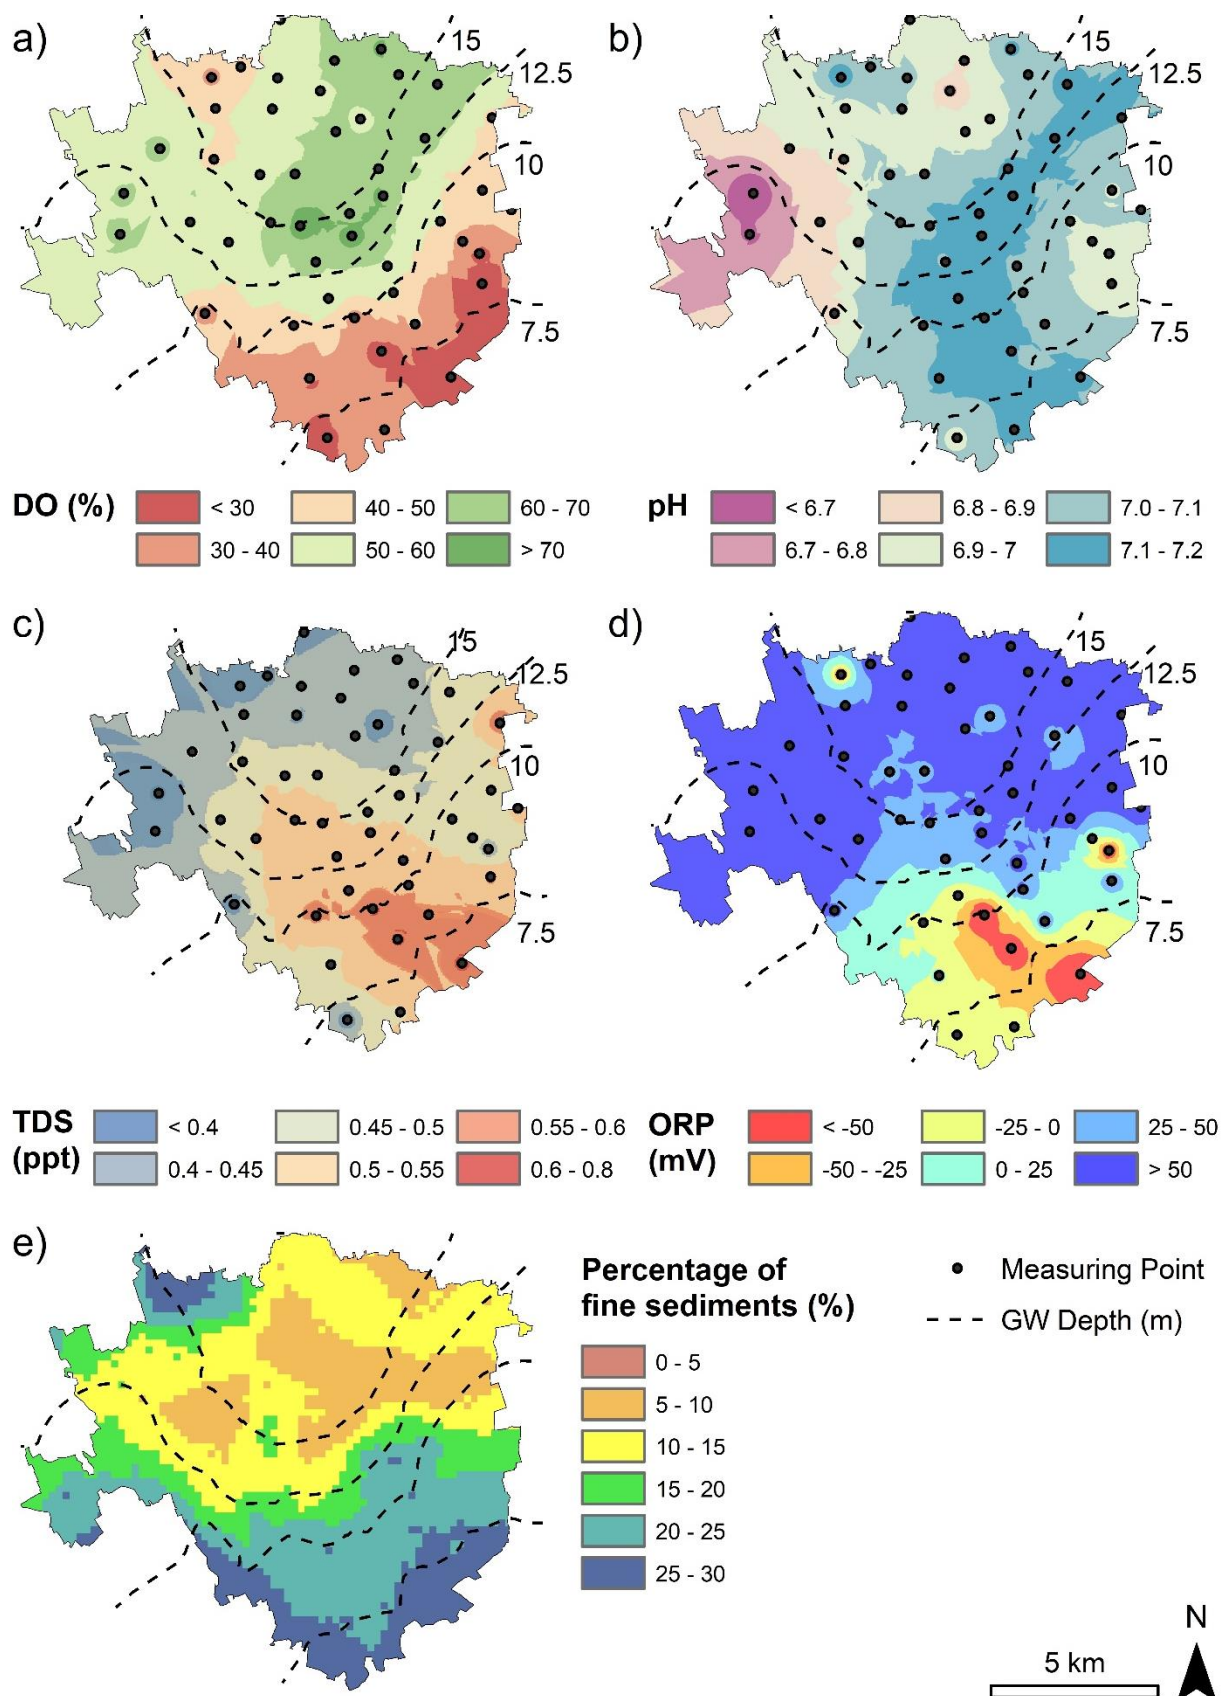 a)
15
12.5
10
7.5
b)
15
12.5
10
7.5
DO (%)
< 30
40 - 50
60 - 70
30 - 40
50 - 60
> 70
pH
< 6.7
6.8 - 6.9
7.0 - 7.1
6.7 - 6.8
6.9 - 7
7.1 - 7.2
c)
15
12.5
10
7.5
d)
15
12.5
10
7.5
TDS
(ppt)
< 0.4
0.45 - 0.5
0.55 - 0.6
0.4 - 0.45
0.5 - 0.55
0.6 - 0.8
ORP
(mV)
< -50
-25 - 0
25 - 50
-50 - -25
0 - 25
> 50
e)
Percentage of
fine sediments (%)
0 - 5
5 - 10
10 - 15
15 - 20
20 - 25
25 - 30
Measuring Point
GW Depth (m)
N
5 km